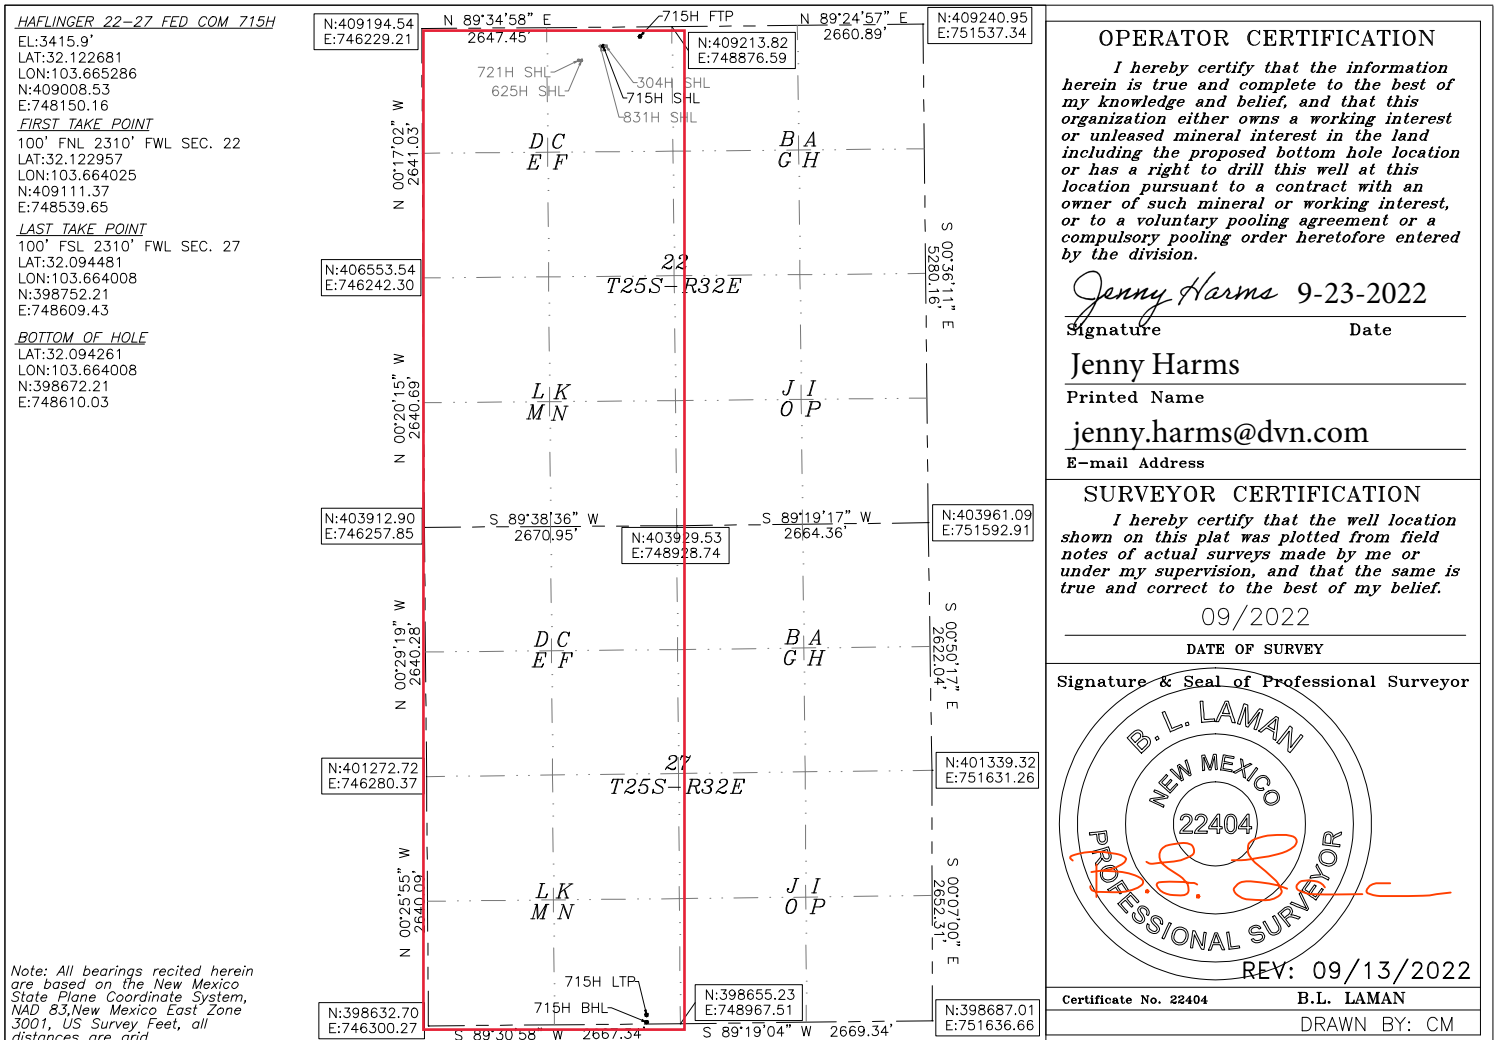 HAFLINGER 22-27 FED COM 715H
EL:3415.9'
LAT:32.122681
LON:103.665286
N:409008.53
E:748150.16
FIRST TAKE POINT
100' FNL 2310' FWL SEC. 22
LAT:32.122957
LON:103.664025
N:409111.37
E:748539.65
LAST TAKE POINT
100' FSL 2310' FWL SEC. 27
LAT:32.094481
LON:103.664008
N:398752.21
E:748609.43
BOTTOM OF HOLE
LAT:32.094261
LON:103.664008
N:398672.21
E:748610.03
Note: All bearings recited herein
are based on the New Mexico
State Plane Coordinate System,
NAD 83,New Mexico East Zone
3001, US Survey Feet, all
distances are grid
N:409194.54
E:746229.21
N 89°34'58" E
2647.45'
715H FTP
N 89°24'57" E
2660.89'
N:409240.95
E:751537.34
N:409213.82
E:748876.59
721H SHL
625H SHL
304H SHL
715H SHL
831H SHL
N 00°17'02" W
2641.03'
D C
E F
B A
G H
S 00°36'11" E
5280.16'
N:406553.54
E:746242.30
22
T25S-R32E
N 00°20'15" W
2640.69'
L K
M N
J I
O P
N:403912.90
E:746257.85
S 89°38'36" W
2670.95'
N:403929.53
E:748928.74
S 89°19'17" W
2664.36'
N:403961.09
E:751592.91
N 00°29'19" W
2640.28'
D C
E F
B A
G H
S 00°50'17" E
2622.04'
N:401272.72
E:746280.37
27
T25S-R32E
N:401339.32
E:751631.26
N 00°25'55" W
2640.09'
L K
M N
J I
O P
S 00°07'00" E
2652.31'
715H LTP
715H BHL
N:398632.70
E:746300.27
S 89°30'58" W 2667.34'
N:398655.23
E:748967.51
S 89°19'04" W 2669.34'
N:398687.01
E:751636.66
OPERATOR CERTIFICATION
I hereby certify that the information
herein is true and complete to the best of
my knowledge and belief, and that this
organization either owns a working interest
or unleased mineral interest in the land
including the proposed bottom hole location
or has a right to drill this well at this
location pursuant to a contract with an
owner of such mineral or working interest,
or to a voluntary pooling agreement or a
compulsory pooling order heretofore entered
by the division.
Jenny Harms 9-23-2022
Signature Date
Jenny Harms
Printed Name
jenny.harms@dvn.com
E-mail Address
SURVEYOR CERTIFICATION
I hereby certify that the well location
shown on this plat was plotted from field
notes of actual surveys made by me or
under my supervision, and that the same is
true and correct to the best of my belief.
09/2022
DATE OF SURVEY
Signature & Seal of Professional Surveyor
B. L. LAMAN
NEW MEXICO
22404
PROFESSIONAL SURVEYOR
REV: 09/13/2022
Certificate No. 22404 B.L. LAMAN
DRAWN BY: CM